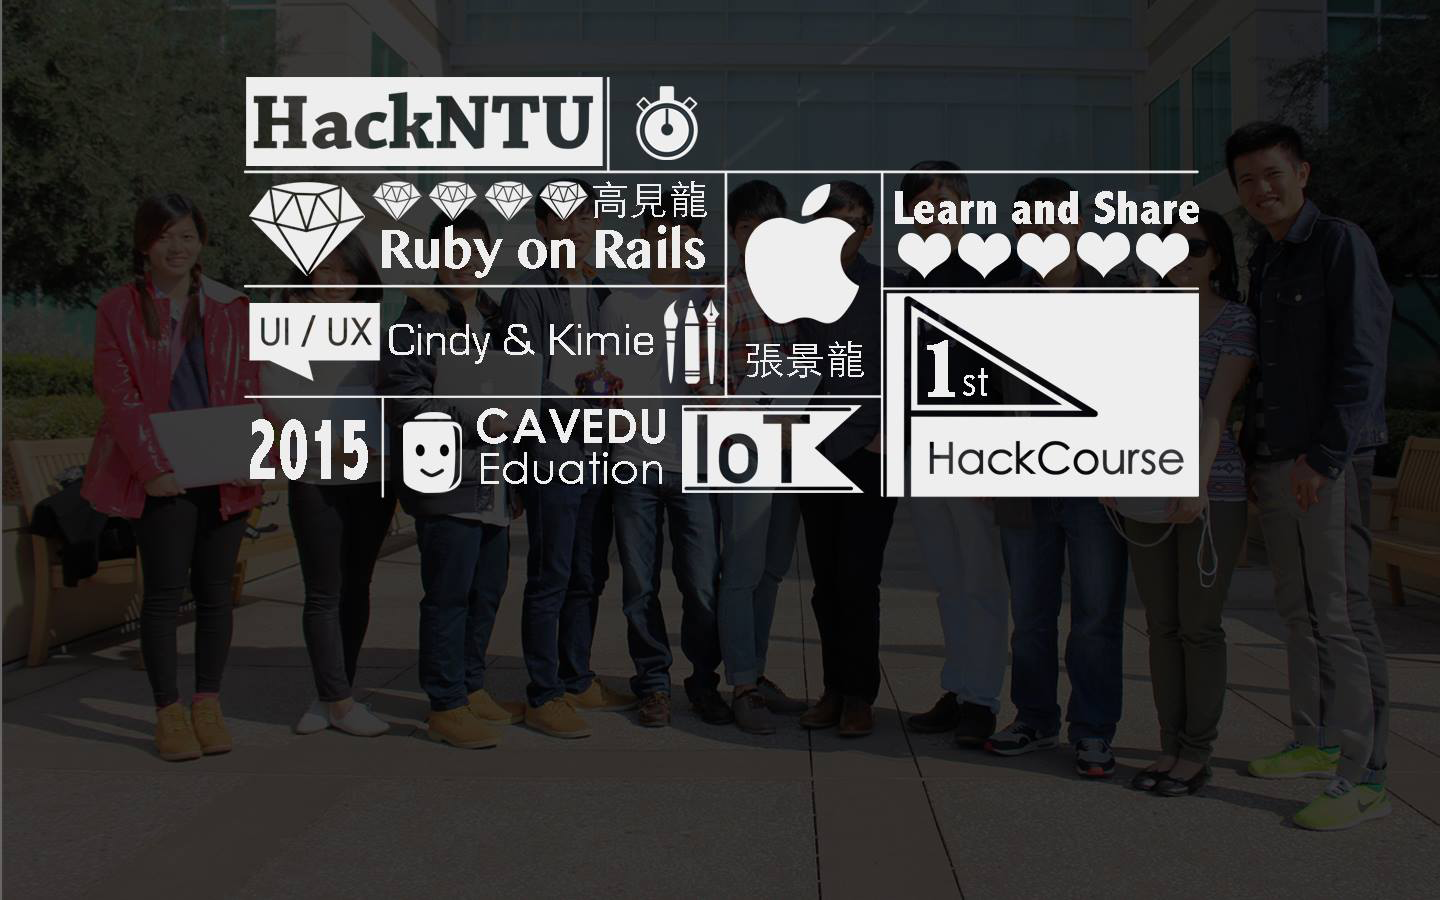 HackNTU
高見龍
Ruby on Rails
UI / UX
Cindy & Kimie
張景龍
Learn and Share
1st
HackCourse
2015
CAVEDU
Eduation
IoT